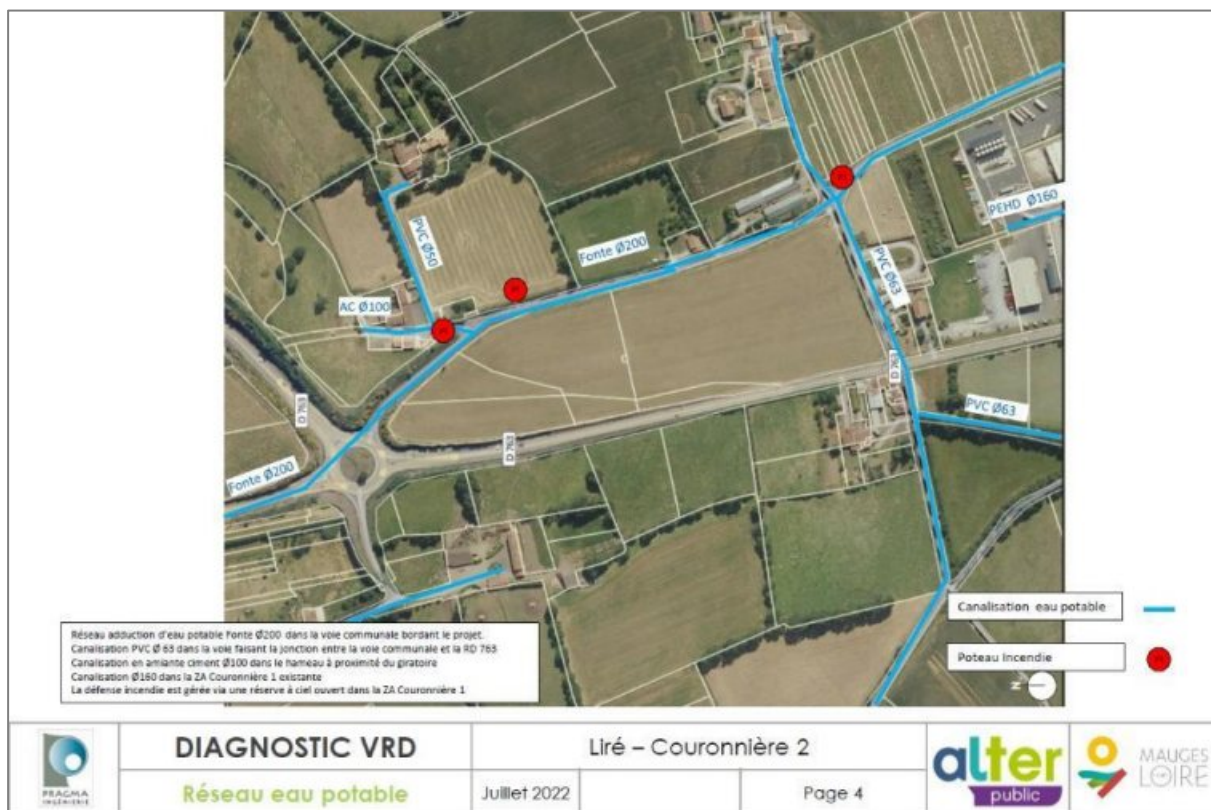 PEHD Ø160
Fonte Ø200
PVC Ø50
PVC Ø63
AC Ø100
D 763
D 763
PVC Ø63
D 763
Fonte Ø200
Canalisation eau potable
Poteau Incendie
N
Réseau adduction d'eau potable Fonte Ø200 dans la voie communale bordant le projet.
Canalisation PVC Ø 63 dans la voie faisant la jonction entre la voie communale et la RD 763
Canalisation en amiante ciment Ø100 dans le hameau à proximité du giratoire
Canalisation Ø160 dans la ZA Couronnière 1 existante
La défense incendie est gérée via une réserve à ciel ouvert dans la ZA Couronnière 1
PRAGMA
INGÉNIERIE
DIAGNOSTIC VRD
Liré – Couronnière 2
Réseau eau potable
Juillet 2022
Page 4
alter
public
MAUGES
LOIRE